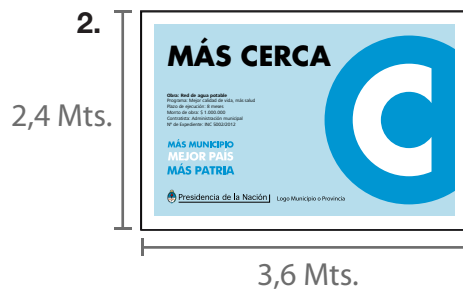 2.
2,4 Mts.
MÁS CERCA
C
Obra: Red de agua potable
Programa: Mejor calidad de vida, más salud
Plazo de ejecución: 8 meses
Monto de obra: $ 1.000.000
Contratista: Administración municipal
Nº de Expediente: INC 5002/2012
MÁS MUNICIPIO
MEJOR PAÍS
MÁS PATRIA
Presidencia de la Nación
Logo Municipio o Provincia
3,6 Mts.